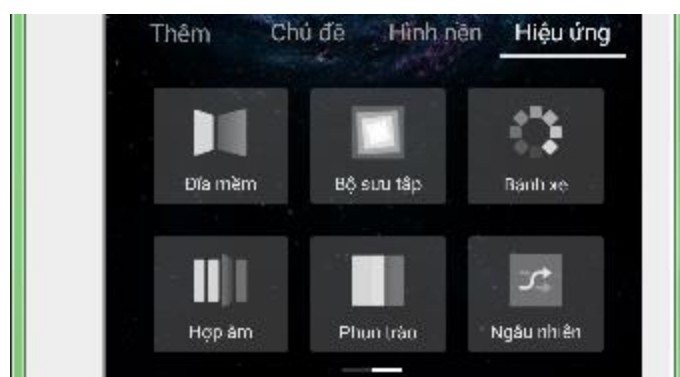 Thêm Chủ đề Hình nền Hiệu ứng
Đĩa mềm Bộ sưu tập Bánh xe
Hợp âm Phun trào Ngẫu nhiên